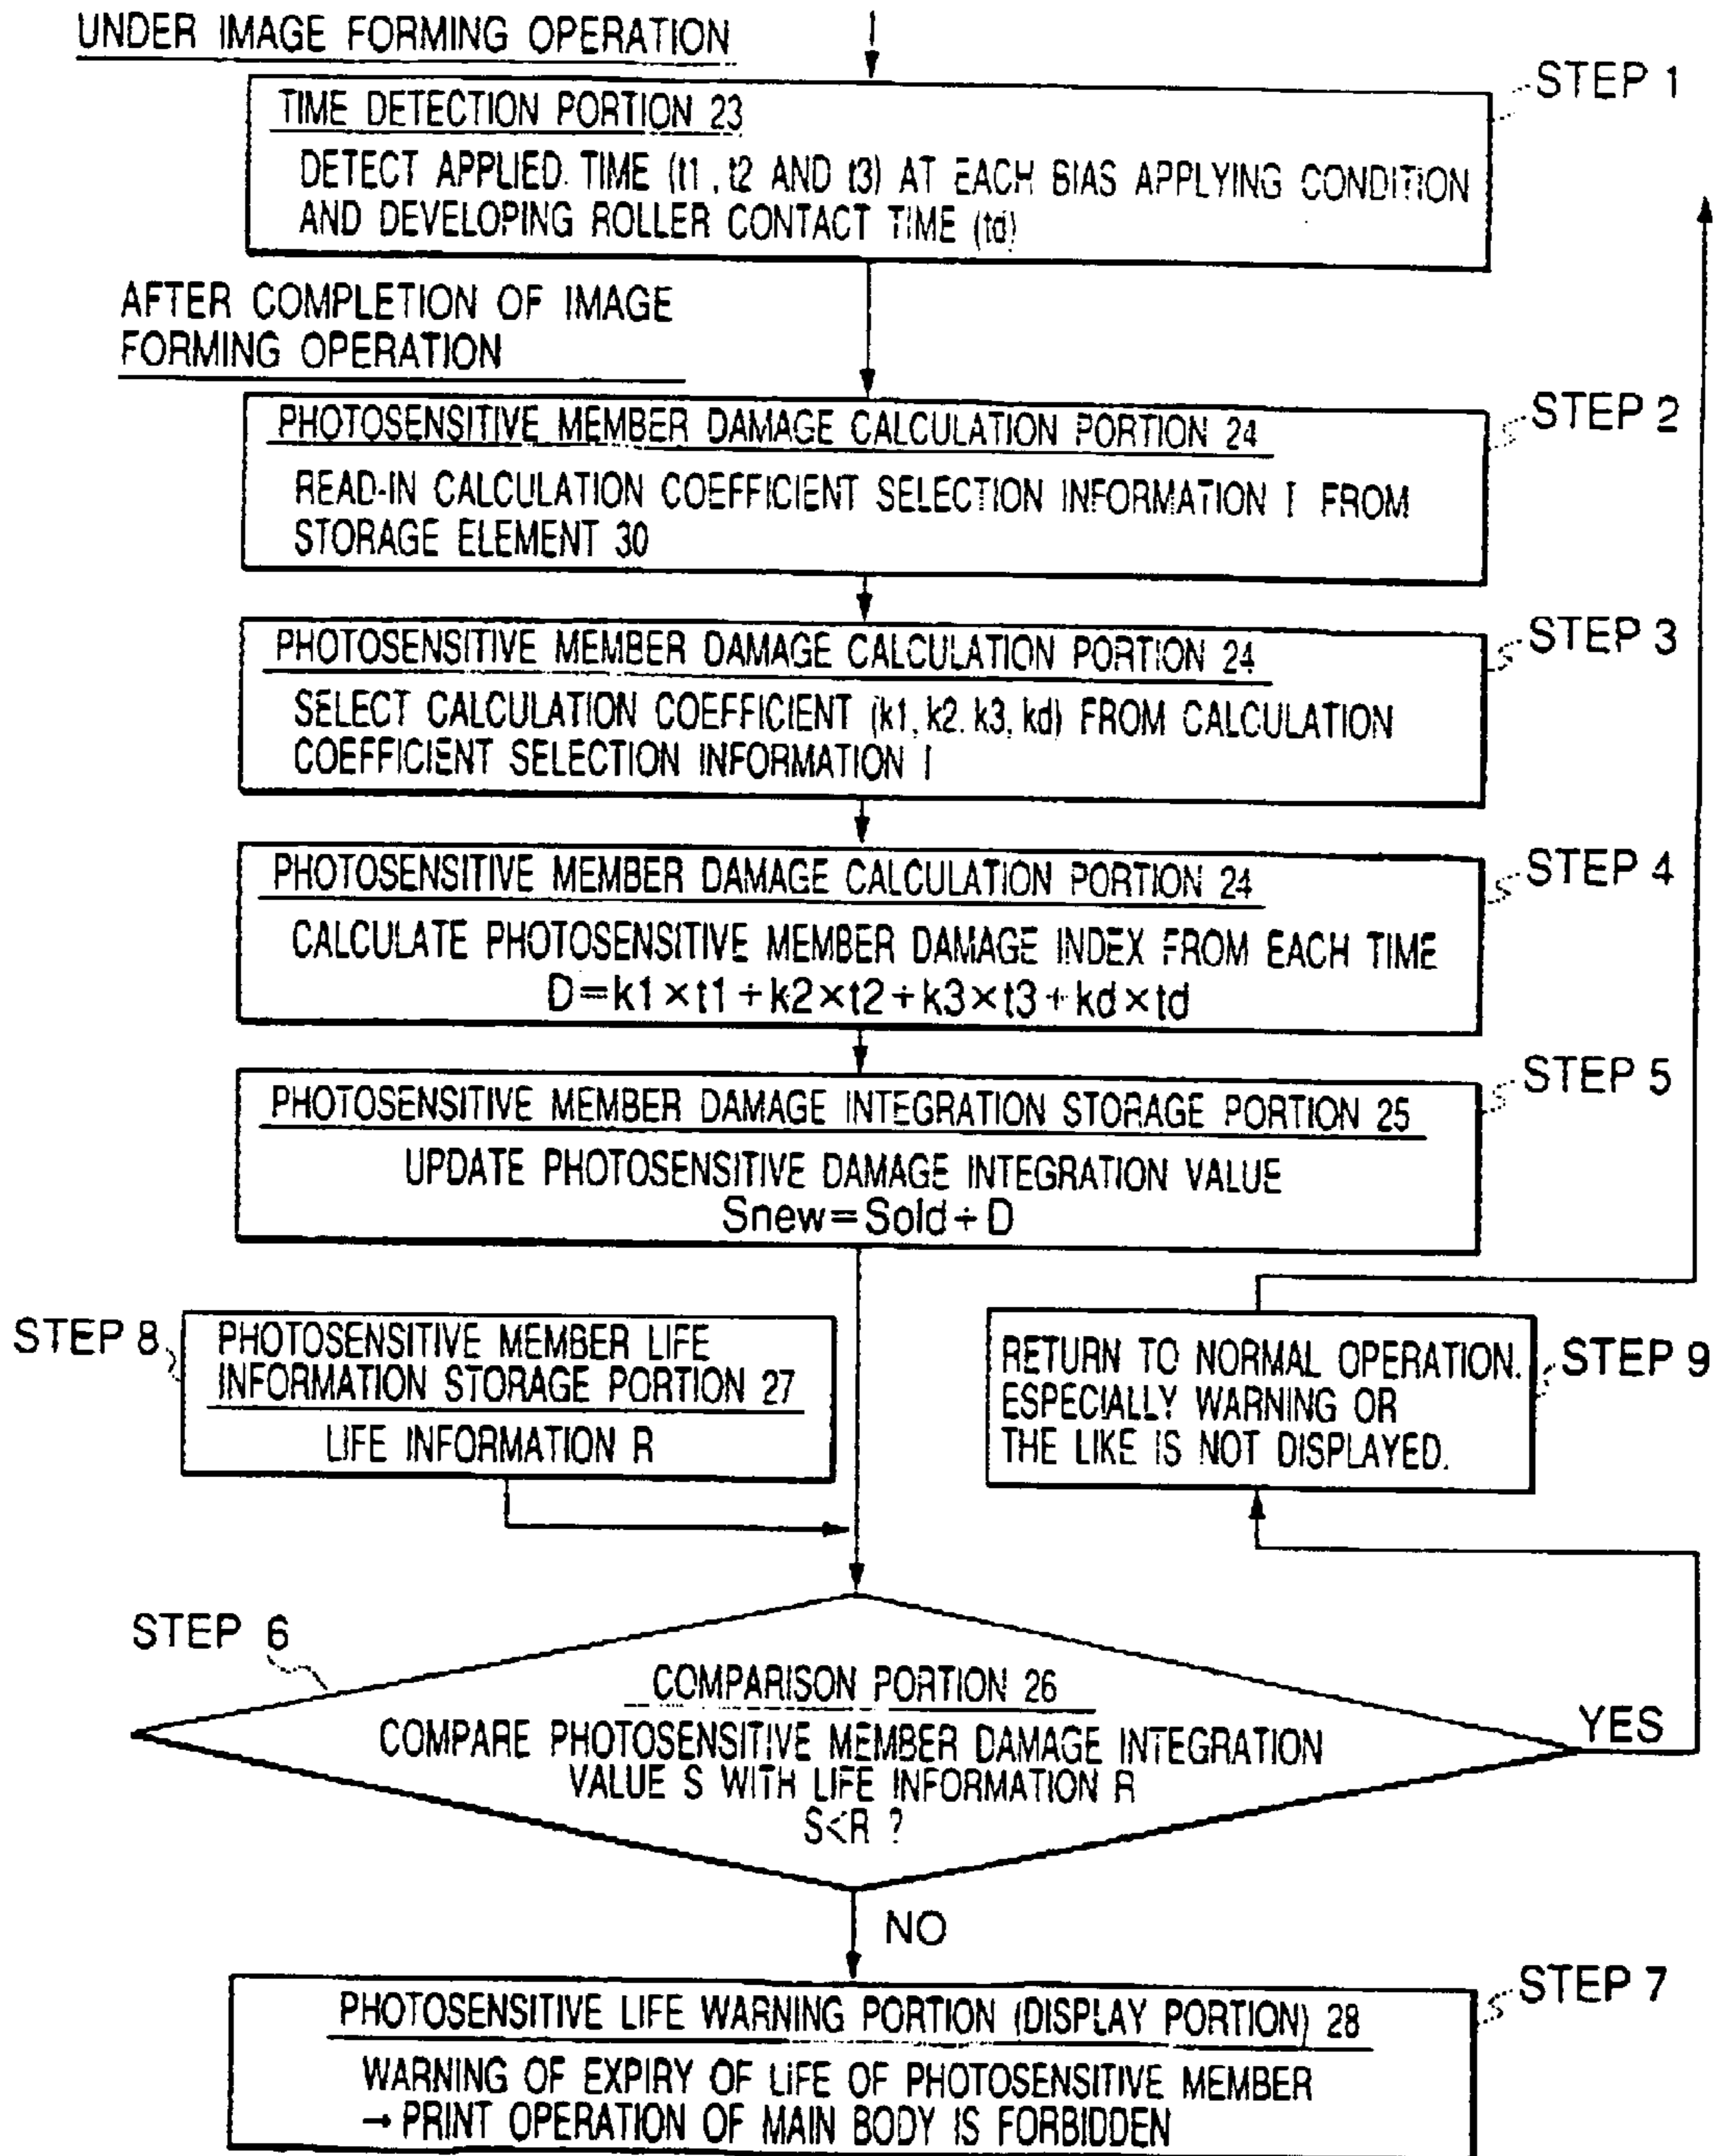 UNDER IMAGE FORMING OPERATION
STEP 1
TIME DETECTION PORTION 23
DETECT APPLIED TIME (t1, t2 AND t3) AT EACH BIAS APPLYING CONDITION
AND DEVELOPING ROLLER CONTACT TIME (td)
AFTER COMPLETION OF IMAGE
FORMING OPERATION
STEP 2
PHOTOSENSITIVE MEMBER DAMAGE CALCULATION PORTION 24
READ-IN CALCULATION COEFFICIENT SELECTION INFORMATION I FROM
STORAGE ELEMENT 30
STEP 3
PHOTOSENSITIVE MEMBER DAMAGE CALCULATION PORTION 24
SELECT CALCULATION COEFFICIENT (k1, k2, k3, kd) FROM CALCULATION
COEFFICIENT SELECTION INFORMATION I
STEP 4
PHOTOSENSITIVE MEMBER DAMAGE CALCULATION PORTION 24
CALCULATE PHOTOSENSITIVE MEMBER DAMAGE INDEX FROM EACH TIME
D=k1×t1+k2×t2+k3×t3+kd×td
STEP 5
PHOTOSENSITIVE MEMBER DAMAGE INTEGRATION STORAGE PORTION 25
UPDATE PHOTOSENSITIVE DAMAGE INTEGRATION VALUE
Snew=Sold+D
STEP 8
PHOTOSENSITIVE MEMBER LIFE
INFORMATION STORAGE PORTION 27
LIFE INFORMATION R
RETURN TO NORMAL OPERATION.
ESPECIALLY WARNING OR
THE LIKE IS NOT DISPLAYED.
STEP 9
STEP 6
COMPARISON PORTION 26
COMPARE PHOTOSENSITIVE MEMBER DAMAGE INTEGRATION
VALUE S WITH LIFE INFORMATION R
S<R ?
YES
NO
STEP 7
PHOTOSENSITIVE LIFE WARNING PORTION (DISPLAY PORTION) 28
WARNING OF EXPIRY OF LIFE OF PHOTOSENSITIVE MEMBER
→ PRINT OPERATION OF MAIN BODY IS FORBIDDEN